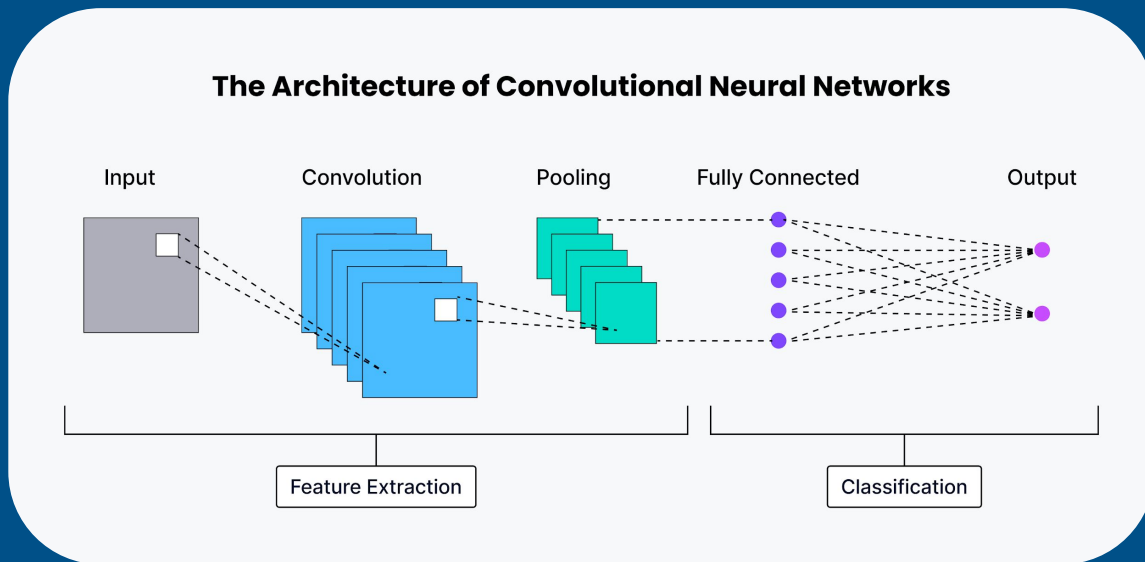 The Architecture of Convolutional Neural Networks
Input
Convolution
Pooling
Fully Connected
Output
Feature Extraction
Classification